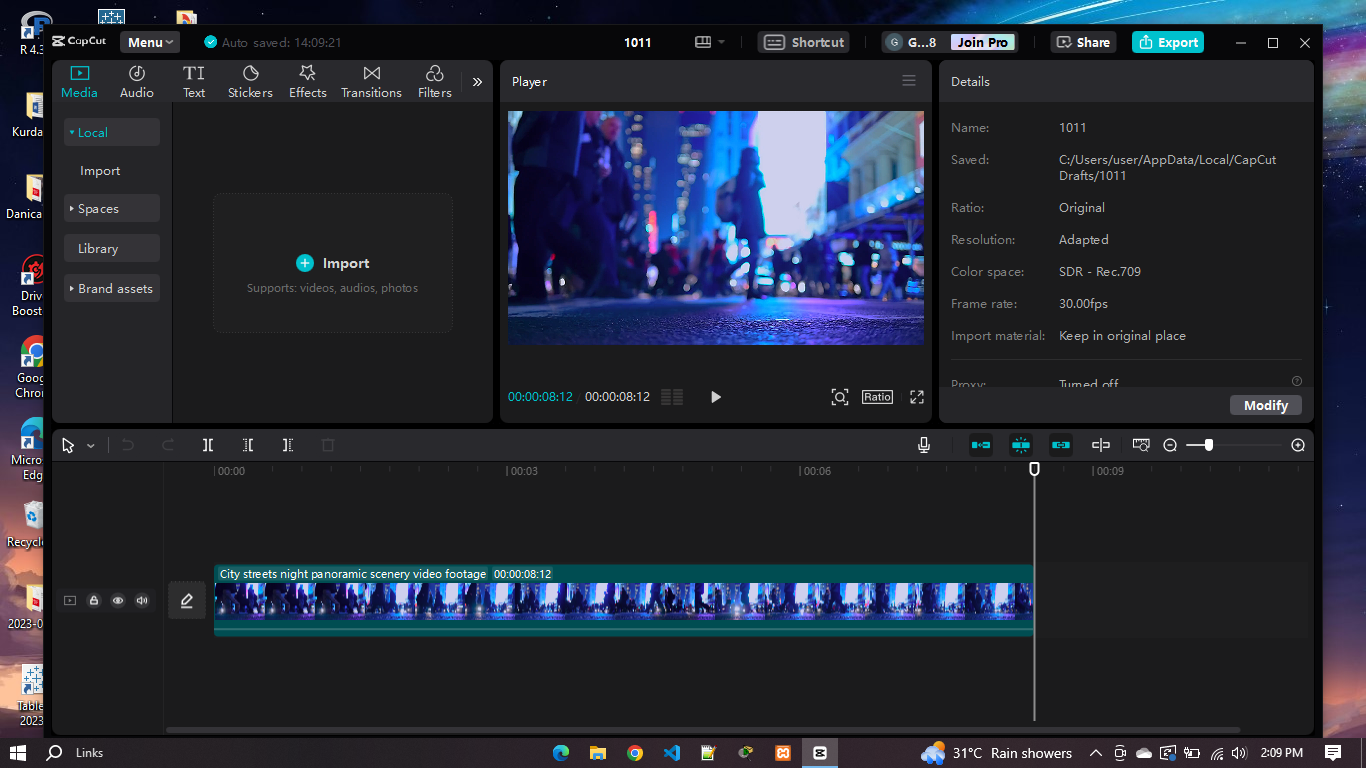 R 4.3
CapCut
Menu
Auto saved: 14:09:21
1011
Shortcut
G
G...8
Join Pro
Share
Export
Media
Audio
TI
Text
Stickers
Effects
Transitions
Filters
Local
Import
Spaces
Library
Brand assets
Import
Supports: videos, audios, photos
Player
00:00:08:12
00:00:08:12
Ratio
Details
Name: 1011
Saved: C:/Users/user/AppData/Local/CapCut
Drafts/1011
Ratio: Original
Resolution: Adapted
Color space: SDR - Rec.709
Frame rate: 30.00fps
Import material: Keep in original place
Proxy: Turned off
Modify
00:00
00:03
00:06
00:09
City streets night panoramic scenery video footage 00:00:08:12
Kurda
Danica
Driv
Boost
Goog
Chron
Micros
Edg
Recycl
2023-0
Table
2023
Links
31°C Rain showers
2:09 PM